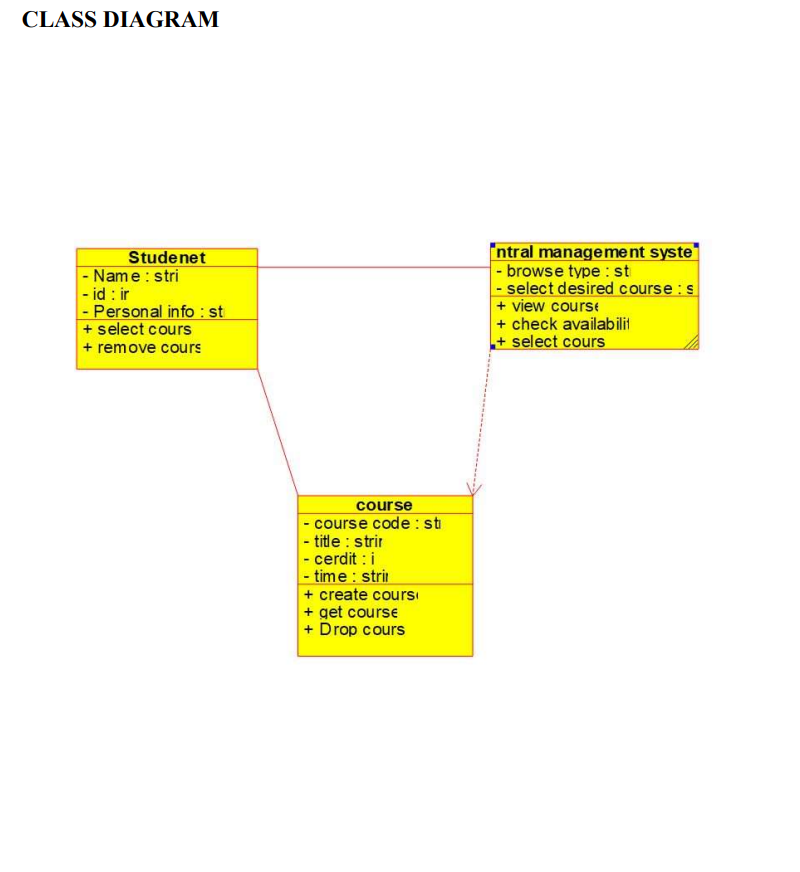 CLASS DIAGRAM
Studenet
- Name : stri
- id : ir
- Personal info : st
+ select cours
+ remove cours
ntral management syste
- browse type : st
- select desired course : s
+ view course
+ check availabilit
+ select cours
course
- course code : st
- title : strir
- cerdit : i
- time : strin
+ create cours
+ get course
+ Drop cours